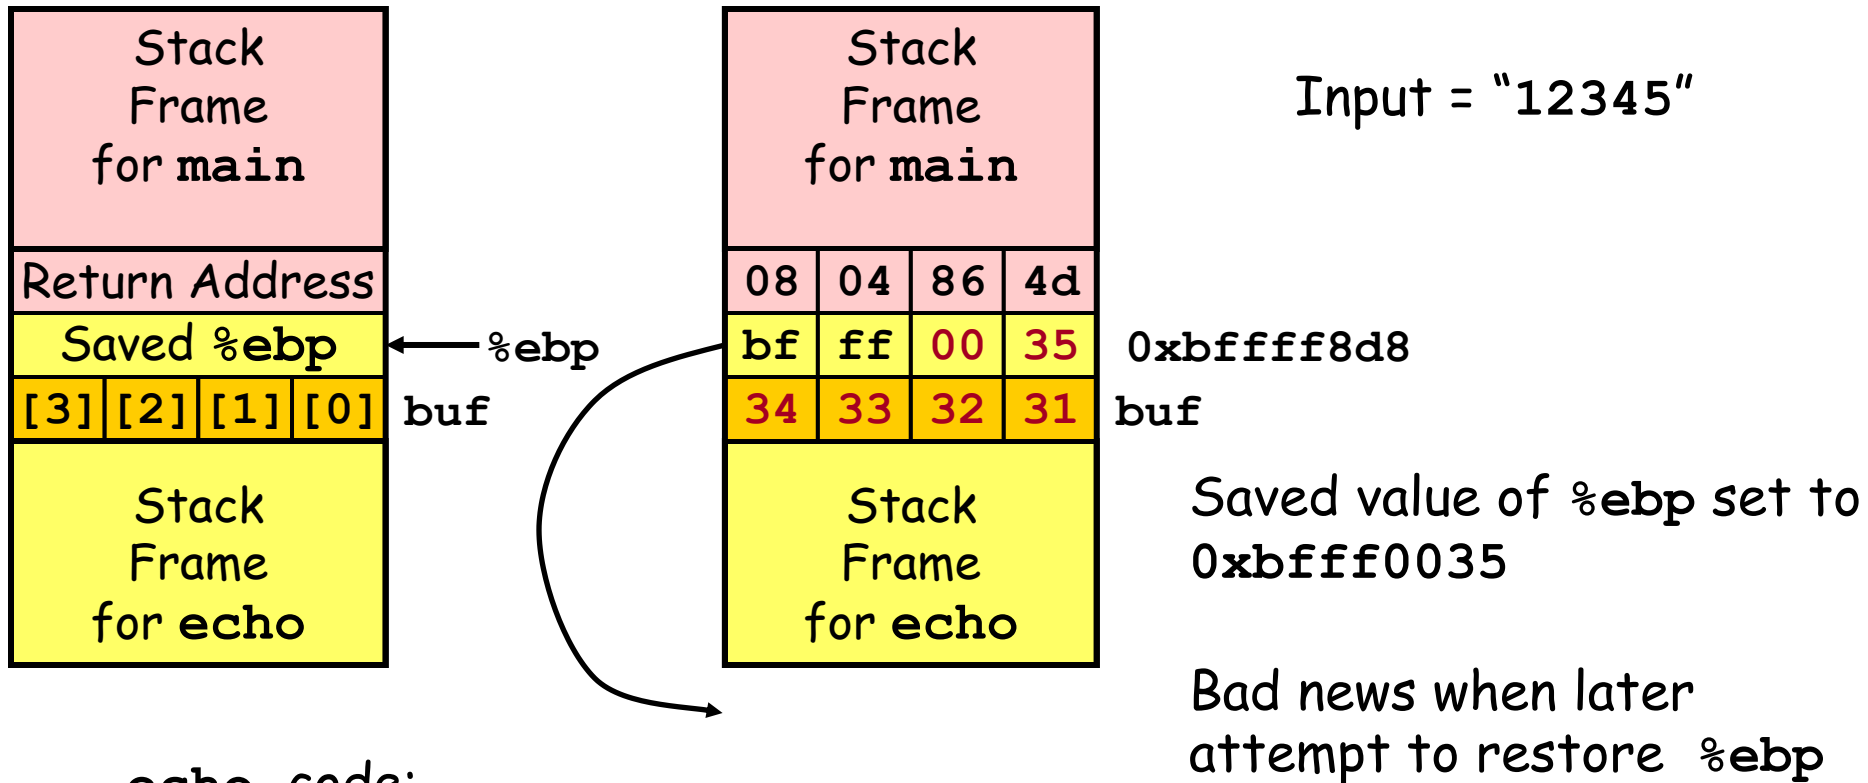 Stack
Frame
for main
Return Address
Saved %ebp
%ebp
[3] [2] [1] [0]
buf
Stack
Frame
for echo
echo code:
Stack
Frame
for main
08 04 86 4d
bf ff 00 35
0xbffff8d8
34 33 32 31
buf
Stack
Frame
for echo
Input = “12345”
Saved value of %ebp set to
0xbfff0035
Bad news when later
attempt to restore %ebp